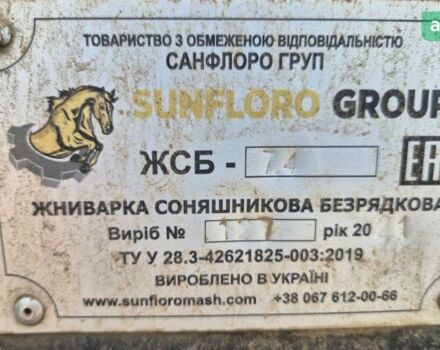 ТОВАРИСТВО З ОБМЕЖЕНОЮ ВІДПОВІДАЛЬНІСТЮ
САНФЛОРО ГРУП
SUNFLORO GROUP
ЖСБ -
EAC
ЖНИВАРКА СОНЯШНИКОВА БЕЗРЯДКОВА
Виріб № рік 20
ТУ У 28.3-42621825-003:2019
ВИРОБЛЕНО В УКРАЇНІ
www.sunfloromash.com +38 067 612-00-66